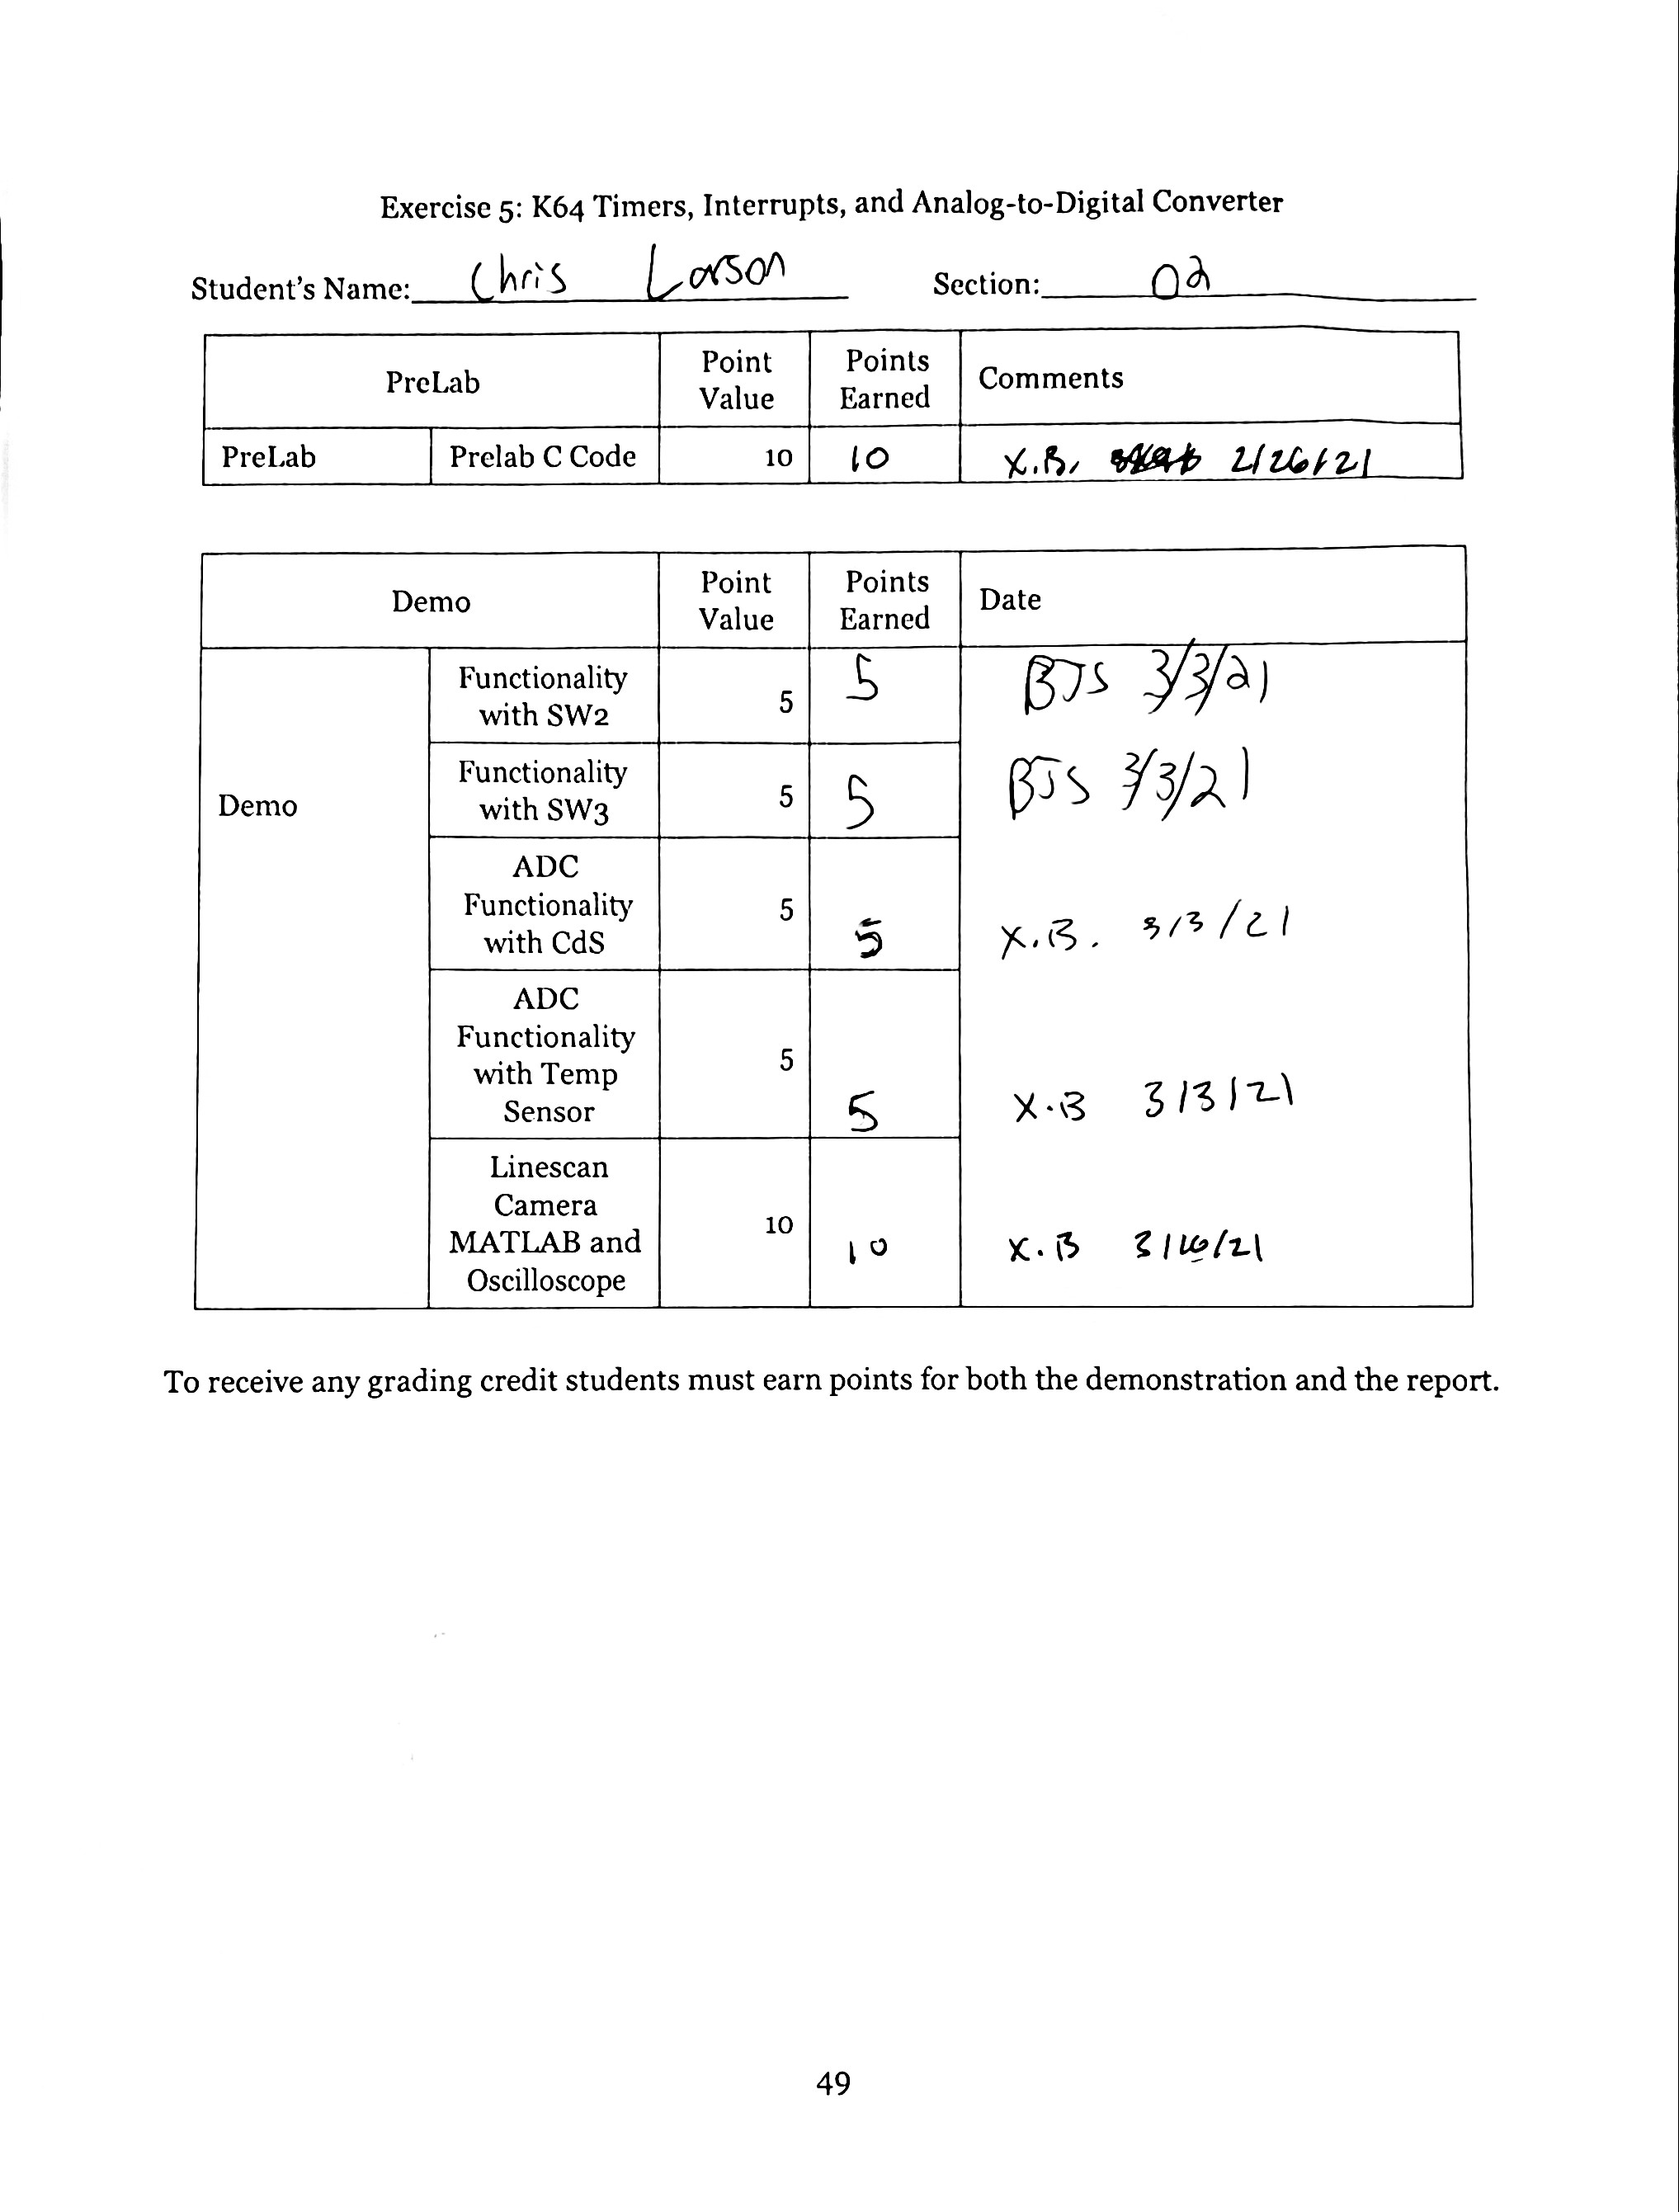 Exercise 5: K64 Timers, Interrupts, and Analog-to-Digital Converter
Student's Name: Chris Larson Section: 02
PreLab Point Value Points Earned Comments
PreLab Prelab C Code 10 10 X.B. 2/26/21
Demo Point Value Points Earned Date
Demo
Functionality with SW2 5 5 BJS 3/3/21
Functionality with SW3 5 5 BJS 3/3/21
ADC Functionality with CdS 5 5 X.B. 3/3/21
ADC Functionality with Temp Sensor 5 5 X.B 3/3/21
Linescan Camera MATLAB and Oscilloscope 10 10 X.B
To receive any grading credit students must earn points for both the demonstration and the report.
49